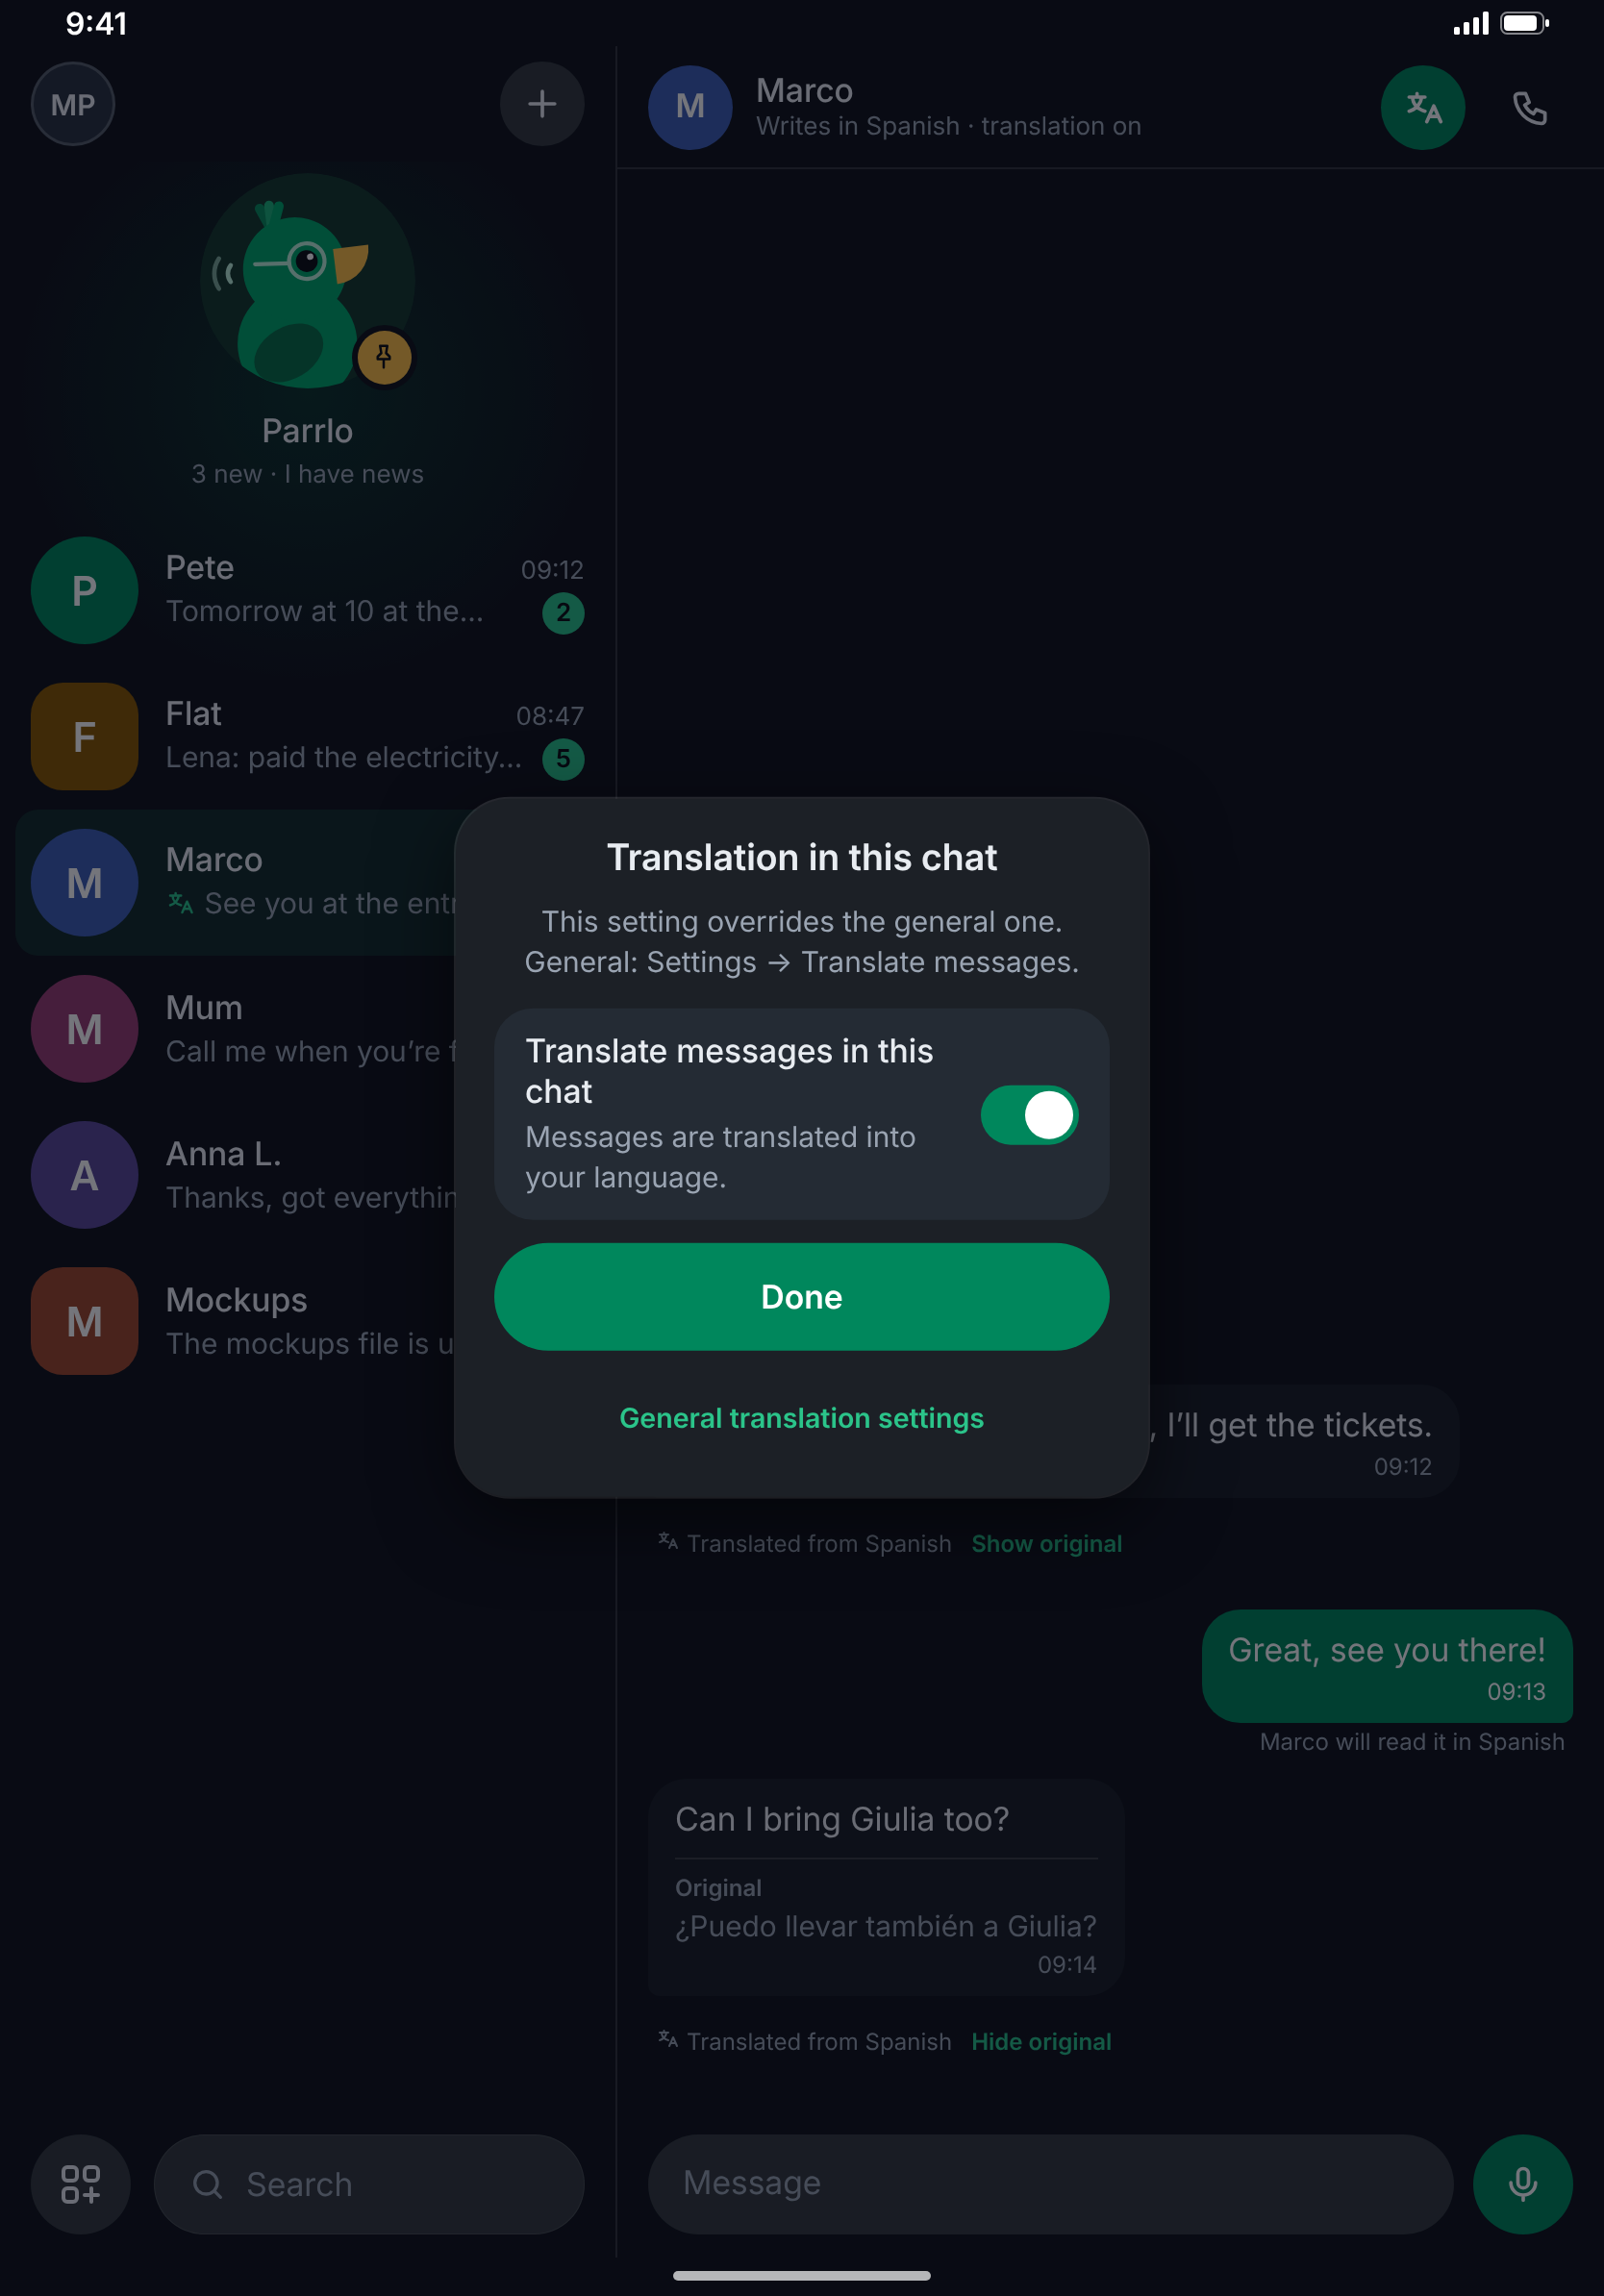 9:41
MP
M
Marco
Writes in Spanish · translation on
Parrlo
3 new · I have news
P
Pete
09:12
Tomorrow at 10 at the...
2
F
Flat
08:47
Lena: paid the electricity...
5
M
Marco
See you at the
M
Mum
Call me when you're
A
Anna L.
Thanks, got
M
Mockups
The mockups file is
Translation in this chat
This setting overrides the general one.
General: Settings → Translate messages.
Translate messages in this
chat
Messages are translated into
your language.
Done
General translation settings
, I'll get the tickets.
09:12
Translated from Spanish Show original
Great, see you there!
09:13
Marco will read it in Spanish
Can I bring Giulia too?
Original
¿Puedo llevar también a Giulia?
09:14
Translated from Spanish Hide original
Search
Message